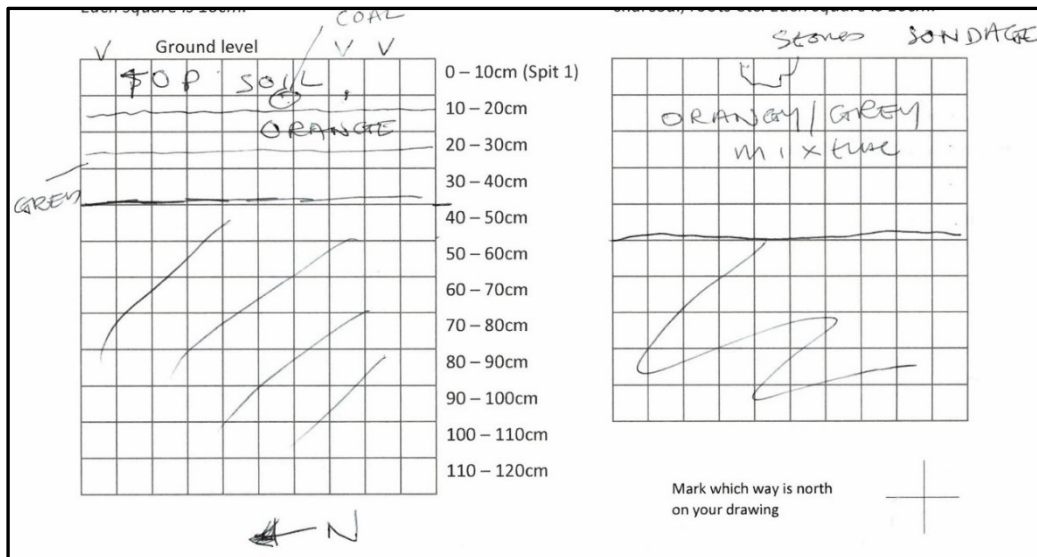 Each square is 10cm.
COAL
V Ground level V V
TOP SOIL
ORANGE
GREY
0 – 10cm (Spit 1)
10 – 20cm
20 – 30cm
30 – 40cm
40 – 50cm
50 – 60cm
60 – 70cm
70 – 80cm
80 – 90cm
90 – 100cm
100 – 110cm
110 – 120cm
N
charcoal, roots etc. Each square is 10cm.
STONES SONDAGE
ORANGY/GREY
mixture
Mark which way is north
on your drawing